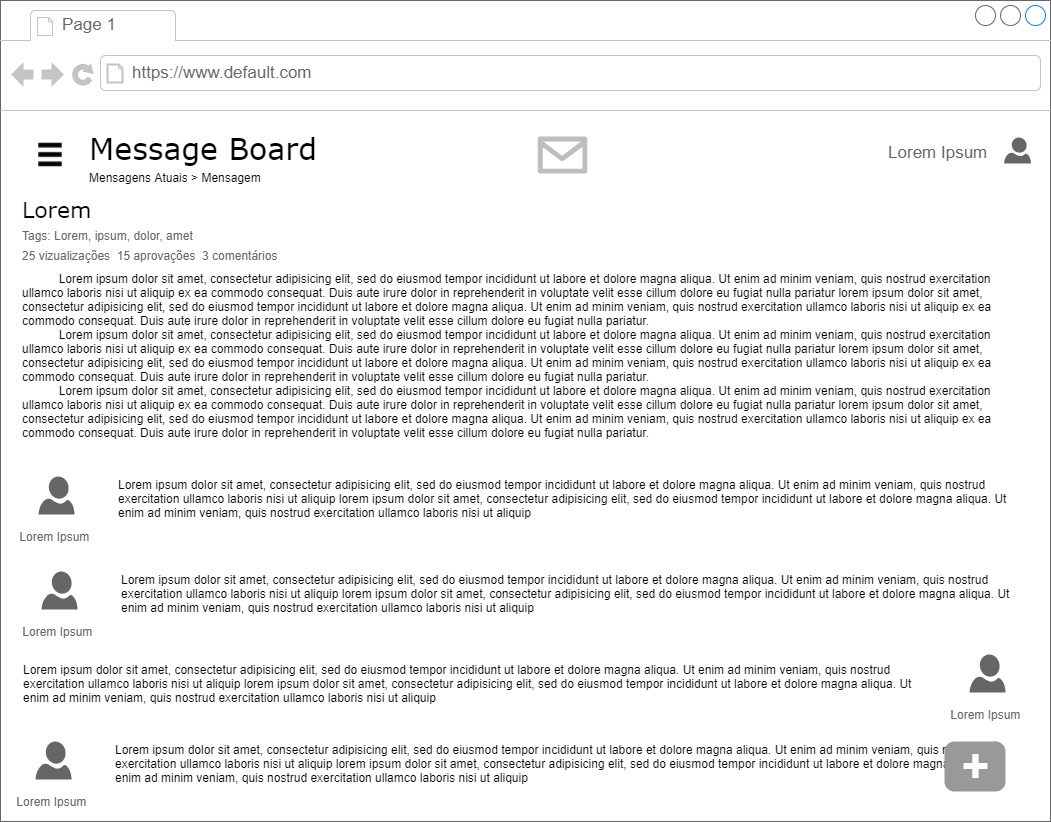 Page 1
https://www.default.com
Message Board
Lorem Ipsum
Mensagens Atuais > Mensagem
Lorem
Tags: Lorem, ipsum, dolor, amet
25 vizualizações 15 aprovações 3 comentários
Lorem ipsum dolor sit amet, consectetur adipisicing elit, sed do eiusmod tempor incididunt ut labore et dolore magna aliqua. Ut enim ad minim veniam, quis nostrud exercitation
ullamco laboris nisi ut aliquip ex ea commodo consequat. Duis aute irure dolor in reprehenderit in voluptate velit esse cillum dolore eu fugiat nulla pariatur lorem ipsum dolor sit amet,
consectetur adipisicing elit, sed do eiusmod tempor incididunt ut labore et dolore magna aliqua. Ut enim ad minim veniam, quis nostrud exercitation ullamco laboris nisi ut aliquip ex ea
commodo consequat. Duis aute irure dolor in reprehenderit in voluptate velit esse cillum dolore eu fugiat nulla pariatur.
Lorem ipsum dolor sit amet, consectetur adipisicing elit, sed do eiusmod tempor incididunt ut labore et dolore magna aliqua. Ut enim ad minim veniam, quis nostrud exercitation
ullamco laboris nisi ut aliquip ex ea commodo consequat. Duis aute irure dolor in reprehenderit in voluptate velit esse cillum dolore eu fugiat nulla pariatur lorem ipsum dolor sit amet,
consectetur adipisicing elit, sed do eiusmod tempor incididunt ut labore et dolore magna aliqua. Ut enim ad minim veniam, quis nostrud exercitation ullamco laboris nisi ut aliquip ex ea
commodo consequat. Duis aute irure dolor in reprehenderit in voluptate velit esse cillum dolore eu fugiat nulla pariatur.
Lorem ipsum dolor sit amet, consectetur adipisicing elit, sed do eiusmod tempor incididunt ut labore et dolore magna aliqua. Ut enim ad minim veniam, quis nostrud exercitation
ullamco laboris nisi ut aliquip ex ea commodo consequat. Duis aute irure dolor in reprehenderit in voluptate velit esse cillum dolore eu fugiat nulla pariatur lorem ipsum dolor sit amet,
consectetur adipisicing elit, sed do eiusmod tempor incididunt ut labore et dolore magna aliqua. Ut enim ad minim veniam, quis nostrud exercitation ullamco laboris nisi ut aliquip ex ea
commodo consequat. Duis aute irure dolor in reprehenderit in voluptate velit esse cillum dolore eu fugiat nulla pariatur.
Lorem ipsum dolor sit amet, consectetur adipisicing elit, sed do eiusmod tempor incididunt ut labore et dolore magna aliqua. Ut enim ad minim veniam, quis nostrud
exercitation ullamco laboris nisi ut aliquip lorem ipsum dolor sit amet, consectetur adipisicing elit, sed do eiusmod tempor incididunt ut labore et dolore magna aliqua. Ut
enim ad minim veniam, quis nostrud exercitation ullamco laboris nisi ut aliquip
Lorem Ipsum
Lorem ipsum dolor sit amet, consectetur adipisicing elit, sed do eiusmod tempor incididunt ut labore et dolore magna aliqua. Ut enim ad minim veniam, quis nostrud
exercitation ullamco laboris nisi ut aliquip lorem ipsum dolor sit amet, consectetur adipisicing elit, sed do eiusmod tempor incididunt ut labore et dolore magna aliqua. Ut
enim ad minim veniam, quis nostrud exercitation ullamco laboris nisi ut aliquip
Lorem Ipsum
Lorem ipsum dolor sit amet, consectetur adipisicing elit, sed do eiusmod tempor incididunt ut labore et dolore magna aliqua. Ut enim ad minim veniam, quis nostrud
exercitation ullamco laboris nisi ut aliquip lorem ipsum dolor sit amet, consectetur adipisicing elit, sed do eiusmod tempor incididunt ut labore et dolore magna aliqua. Ut
enim ad minim veniam, quis nostrud exercitation ullamco laboris nisi ut aliquip
Lorem Ipsum
Lorem ipsum dolor sit amet, consectetur adipisicing elit, sed do eiusmod tempor incididunt ut labore et dolore magna aliqua. Ut enim ad minim veniam, quis
exercitation ullamco laboris nisi ut aliquip lorem ipsum dolor sit amet, consectetur adipisicing elit, sed do eiusmod tempor incididunt ut labore et dolore magna
enim ad minim veniam, quis nostrud exercitation ullamco laboris nisi ut aliquip
Lorem Ipsum